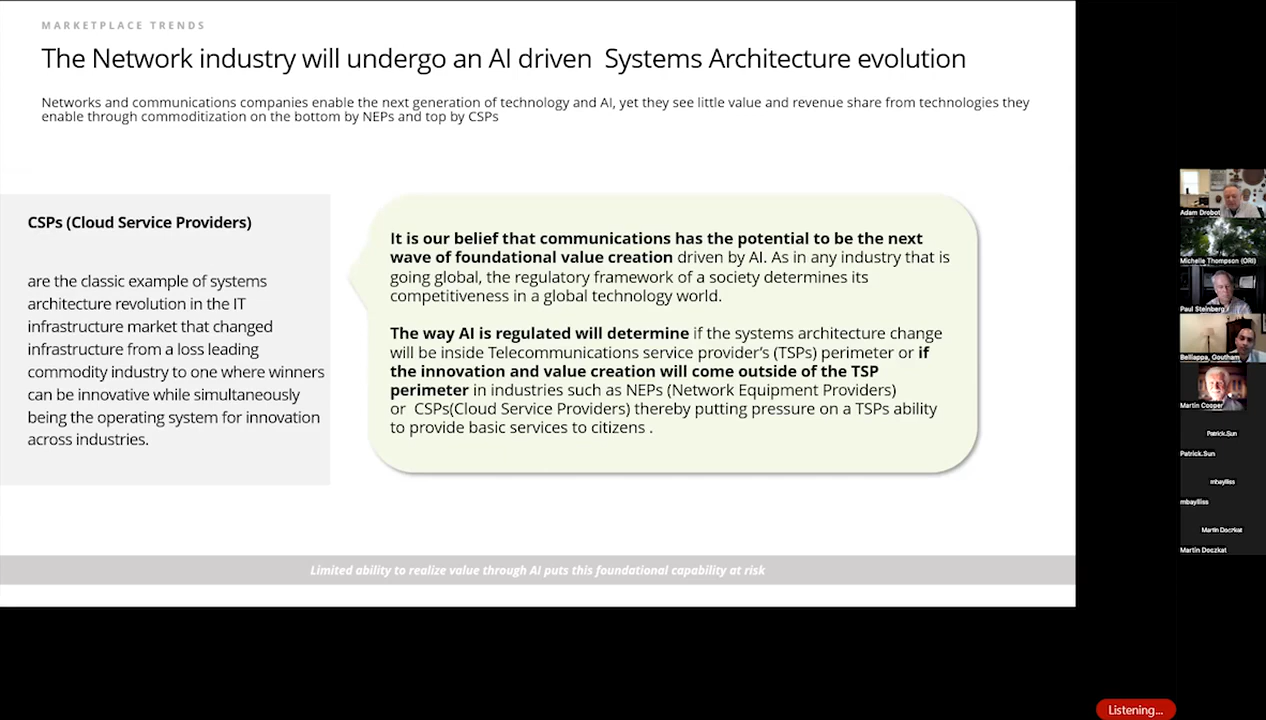 MARKETPLACE TRENDS
The Network industry will undergo an AI driven  Systems Architecture evolution
Networks and communications companies enable the next generation of technology and AI, yet they see little value and revenue share from technologies they
enable through commoditization on the bottom by NEPs and top by CSPs
CSPs (Cloud Service Providers)
are the classic example of systems
architecture revolution in the IT
infrastructure market that changed
infrastructure from a loss leading
commodity industry to one where winners
can be innovative while simultaneously
being the operating system for innovation
across industries.
It is our belief that communications has the potential to be the next
wave of foundational value creation driven by AI. As in any industry that is
going global, the regulatory framework of a society determines its
competitiveness in a global technology world.
The way AI is regulated will determine if the systems architecture change
will be inside Telecommunications service provider's (TSPs) perimeter or if
the innovation and value creation will come outside of the TSP
perimeter in industries such as NEPs (Network Equipment Providers)
or  CSPs(Cloud Service Providers) thereby putting pressure on a TSPs ability
to provide basic services to citizens .
Limited ability to realize value through AI puts this foundational capability at risk
Adam Drobot
Michelle Thompson (ORI)
Paul Steinberg
Belliappa, Goutham
Martin Cooper
Patrick.Sun
Patrick.Sun
mbaylliss
mbaylliss
Martin Doczkat
Martin Doczkat
Listening...